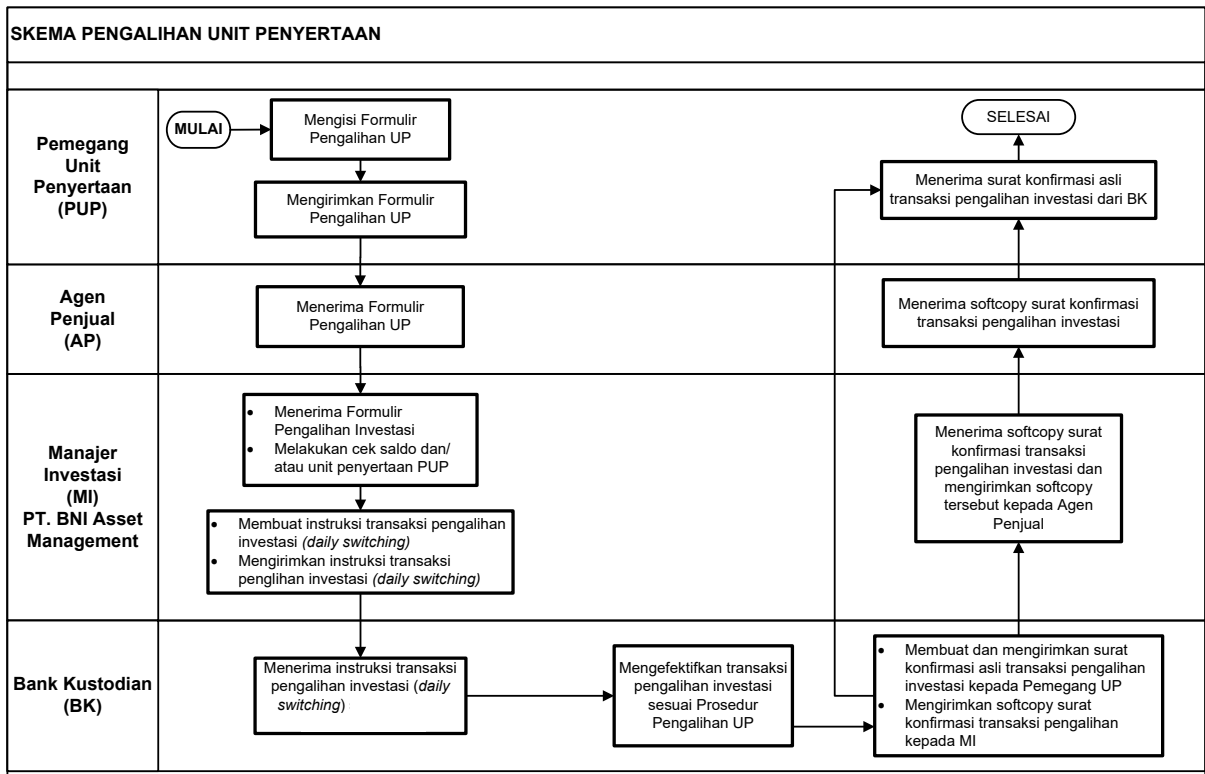 SKEMA PENGALIHAN UNIT PENYERTAAN
Pemegang
Unit
Penyertaan
(PUP)
MULAI
Mengisi Formulir
Pengalihan UP
Mengirimkan Formulir
Pengalihan UP
SELESAI
Menerima surat konfirmasi asli
transaksi pengalihan investasi dari BK
Agen
Penjual
(AP)
Menerima Formulir
Pengalihan UP
Menerima softcopy surat konfirmasi
transaksi pengalihan investasi
Manajer
Investasi
(MI)
PT. BNI Asset
Management
• Menerima Formulir
Pengalihan Investasi
• Melakukan cek saldo dan/
atau unit penyertaan PUP
• Membuat instruksi transaksi pengalihan
investasi (daily switching)
• Mengirimkan instruksi transaksi
penglihan investasi (daily switching)
Menerima softcopy surat
konfirmasi transaksi
pengalihan investasi dan
mengirimkan softcopy
tersebut kepada Agen
Penjual
Bank Kustodian
(BK)
Menerima instruksi transaksi
pengalihan investasi (daily
switching)
Mengefektifkan transaksi
pengalihan investasi
sesuai Prosedur
Pengalihan UP
• Membuat dan mengirimkan surat
konfirmasi asli transaksi pengalihan
investasi kepada Pemegang UP
• Mengirimkan softcopy surat
konfirmasi transaksi pengalihan
kepada MI